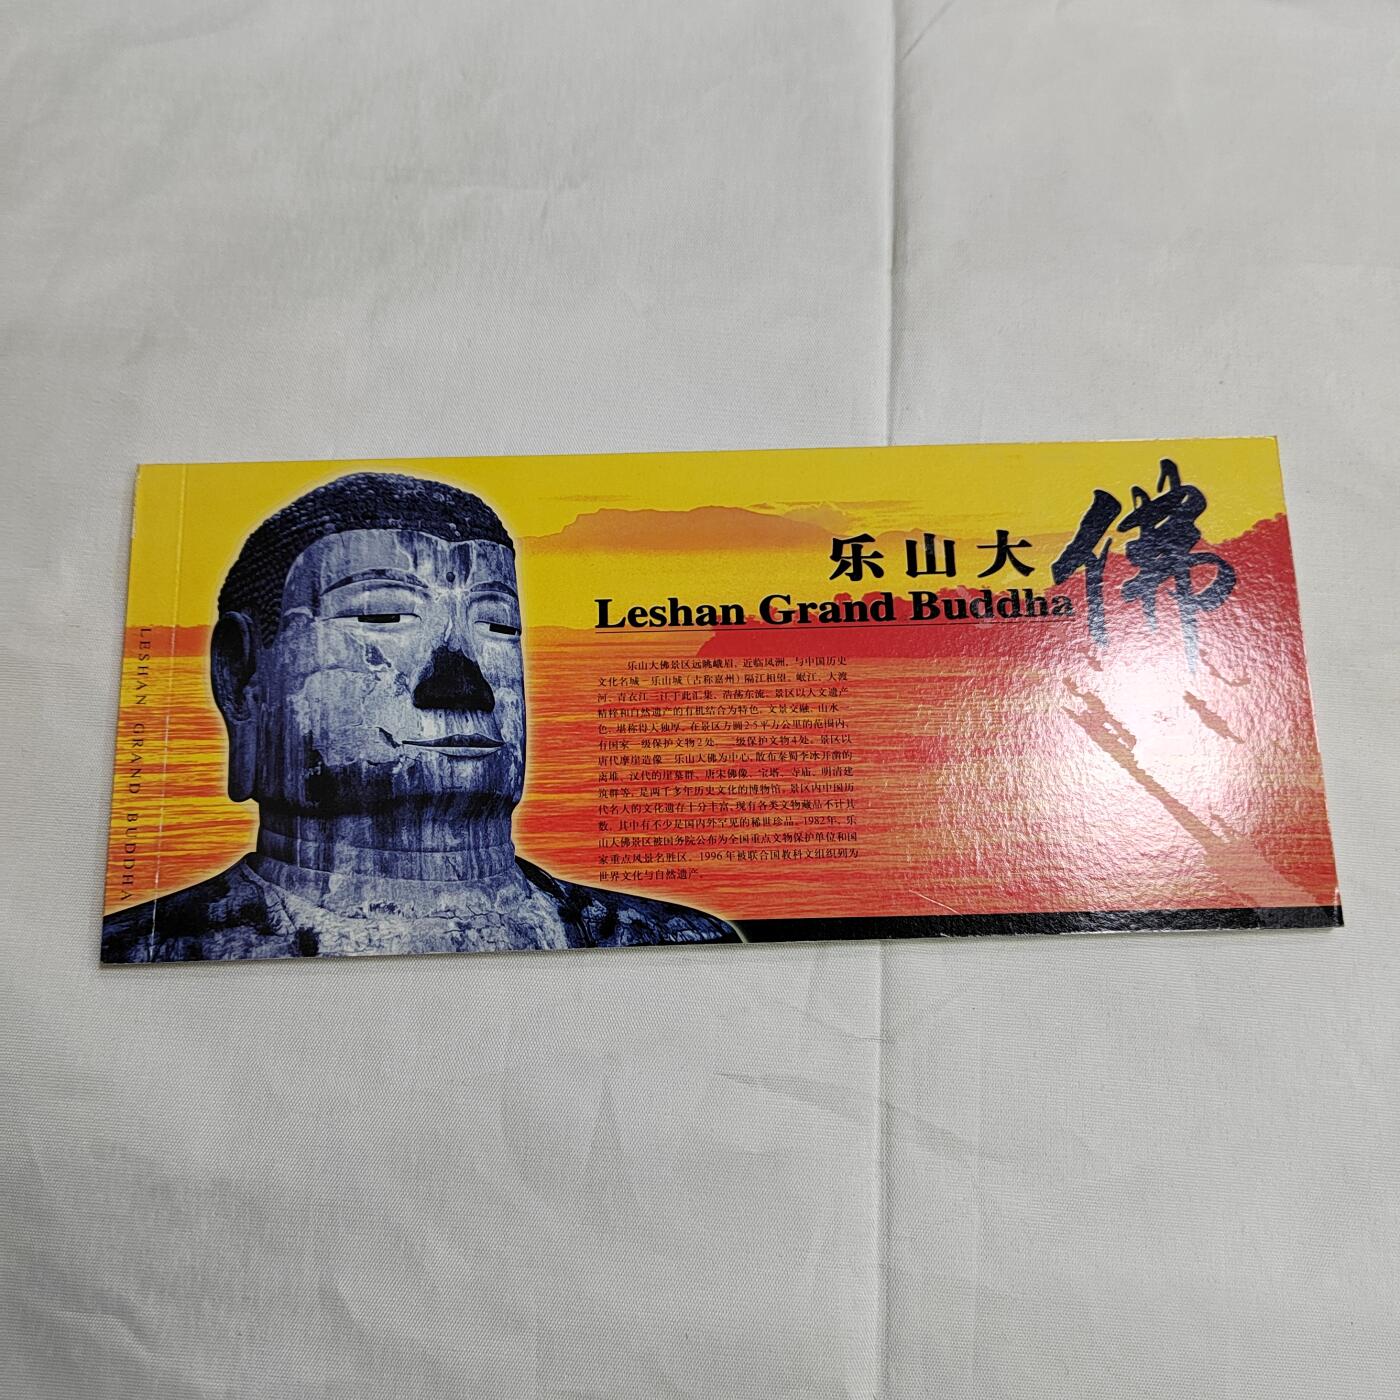 乐山大佛
Leshan Grand Buddha
乐山大佛景区远眺峨眉，近临凤洲，与中国历史
文化名城－乐山城（古称嘉州）隔江相望。岷江、大渡
河、青衣江三江于此汇集，浩荡东流。景区以人文遗产
精粹和自然遗产的有机结合为特色，文景交融、山水一
色，堪称得天独厚。在景区方圆2.5平方公里的范围内，
有国家一级保护文物2处，二级保护文物4处。景区以
唐代摩崖造像－乐山大佛为中心，散布秦蜀李冰开凿的
离堆，汉代的崖墓群，唐宋佛像、宝塔、寺庙，明清建
筑群等，是两千多年历史文化的博物馆。景区内中国历
代名人的文化遗存十分丰富，现有各类文物藏品不计其
数，其中有不少是国内外罕见的稀世珍品。1982年，乐
山大佛景区被国务院公布为全国重点文物保护单位和国
家重点风景名胜区，1996年被联合国教科文组织列为
世界文化与自然遗产。
LESHAN GRAND BUDDHA